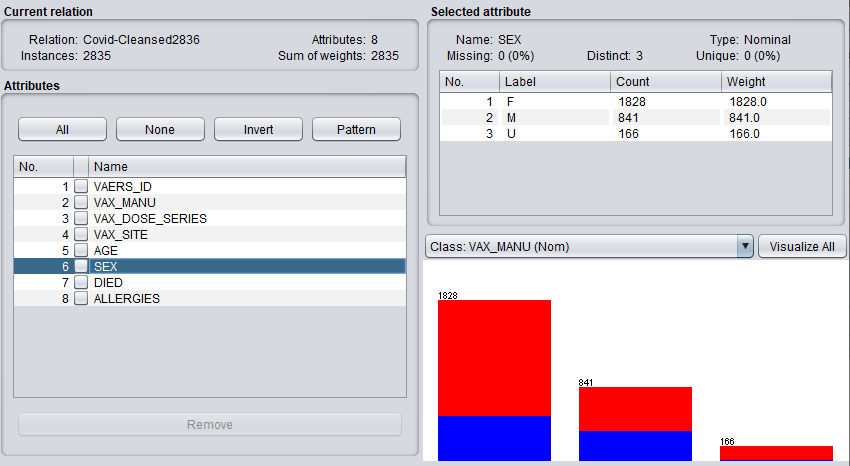 Current relation
Relation: Covid-Cleansed2836 Attributes: 8
Instances: 2835 Sum of weights: 2835
Attributes
All None Invert Pattern
No. Name
1 VAERS_ID
2 VAX_MANU
3 VAX_DOSE_SERIES
4 VAX_SITE
5 AGE
6 SEX
7 DIED
8 ALLERGIES
Remove
Selected attribute
Name: SEX Type: Nominal
Missing: 0 (0%) Distinct: 3 Unique: 0 (0%)
No. Label Count Weight
1 F 1828 1828.0
2 M 841 841.0
3 U 166 166.0
Class: VAX_MANU (Nom) Visualize All
1828
841
166